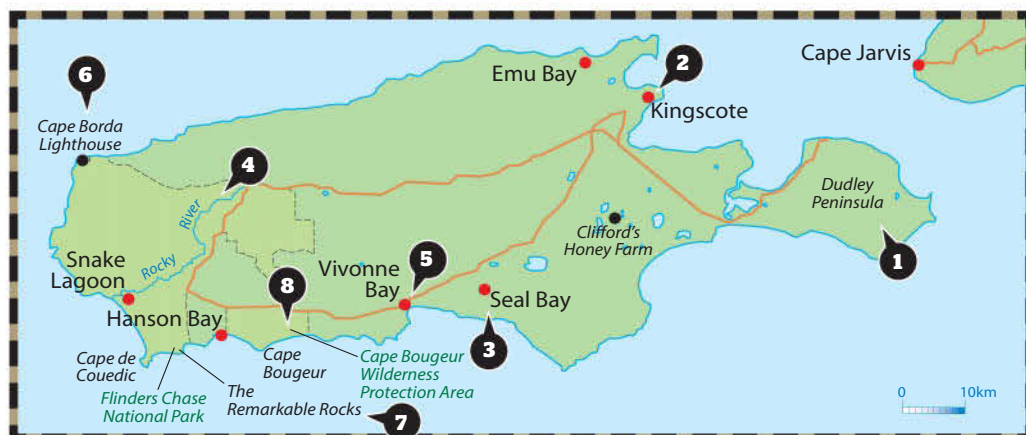 6
Cape Borda
Lighthouse
Emu Bay
2
Kingscote
Cape Jarvis
4
River
Rocky
Snake
Lagoon
Dudley
Peninsula
1
Clifford's
Honey Farm
Vivonne
Bay
5
Seal Bay
3
8
Hanson Bay
Cape de
Couedic
Flinders Chase
National Park
The
Remarkable Rocks
7
Cape
Bougeur
Cape Bougeur
Wilderness
Protection Area
0 10km